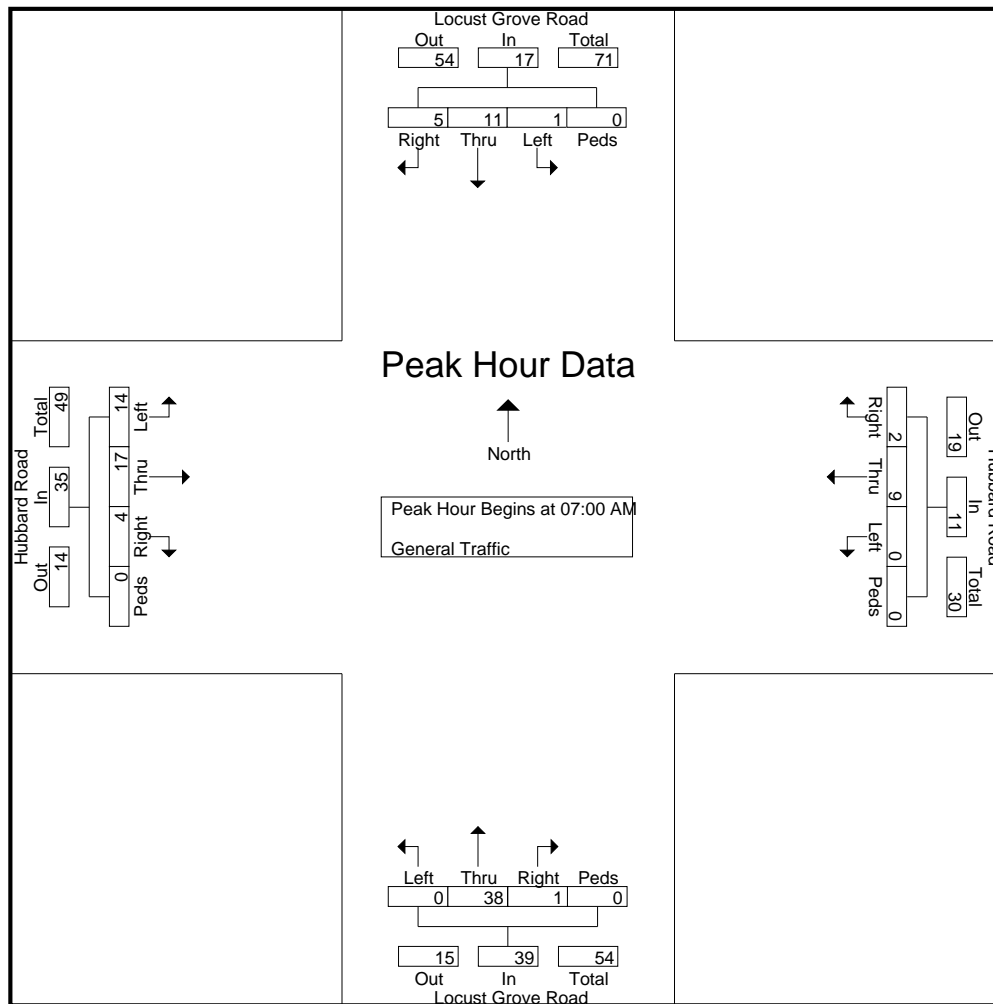 Locust Grove Road
Out In Total
54 17 71
5 11 1 0
Right Thru Left Peds
Peak Hour Data
North
Peak Hour Begins at 07:00 AM
General Traffic
Hubbard Road
Total In Out
49 35 14
14 17 4 0
Left Thru Right Peds
Right Thru Left Peds
2 9 0 0
Out In Total
19 11 30
Hubbard Road
Left Thru Right Peds
0 38 1 0
15 39 54
Out In Total
Locust Grove Road